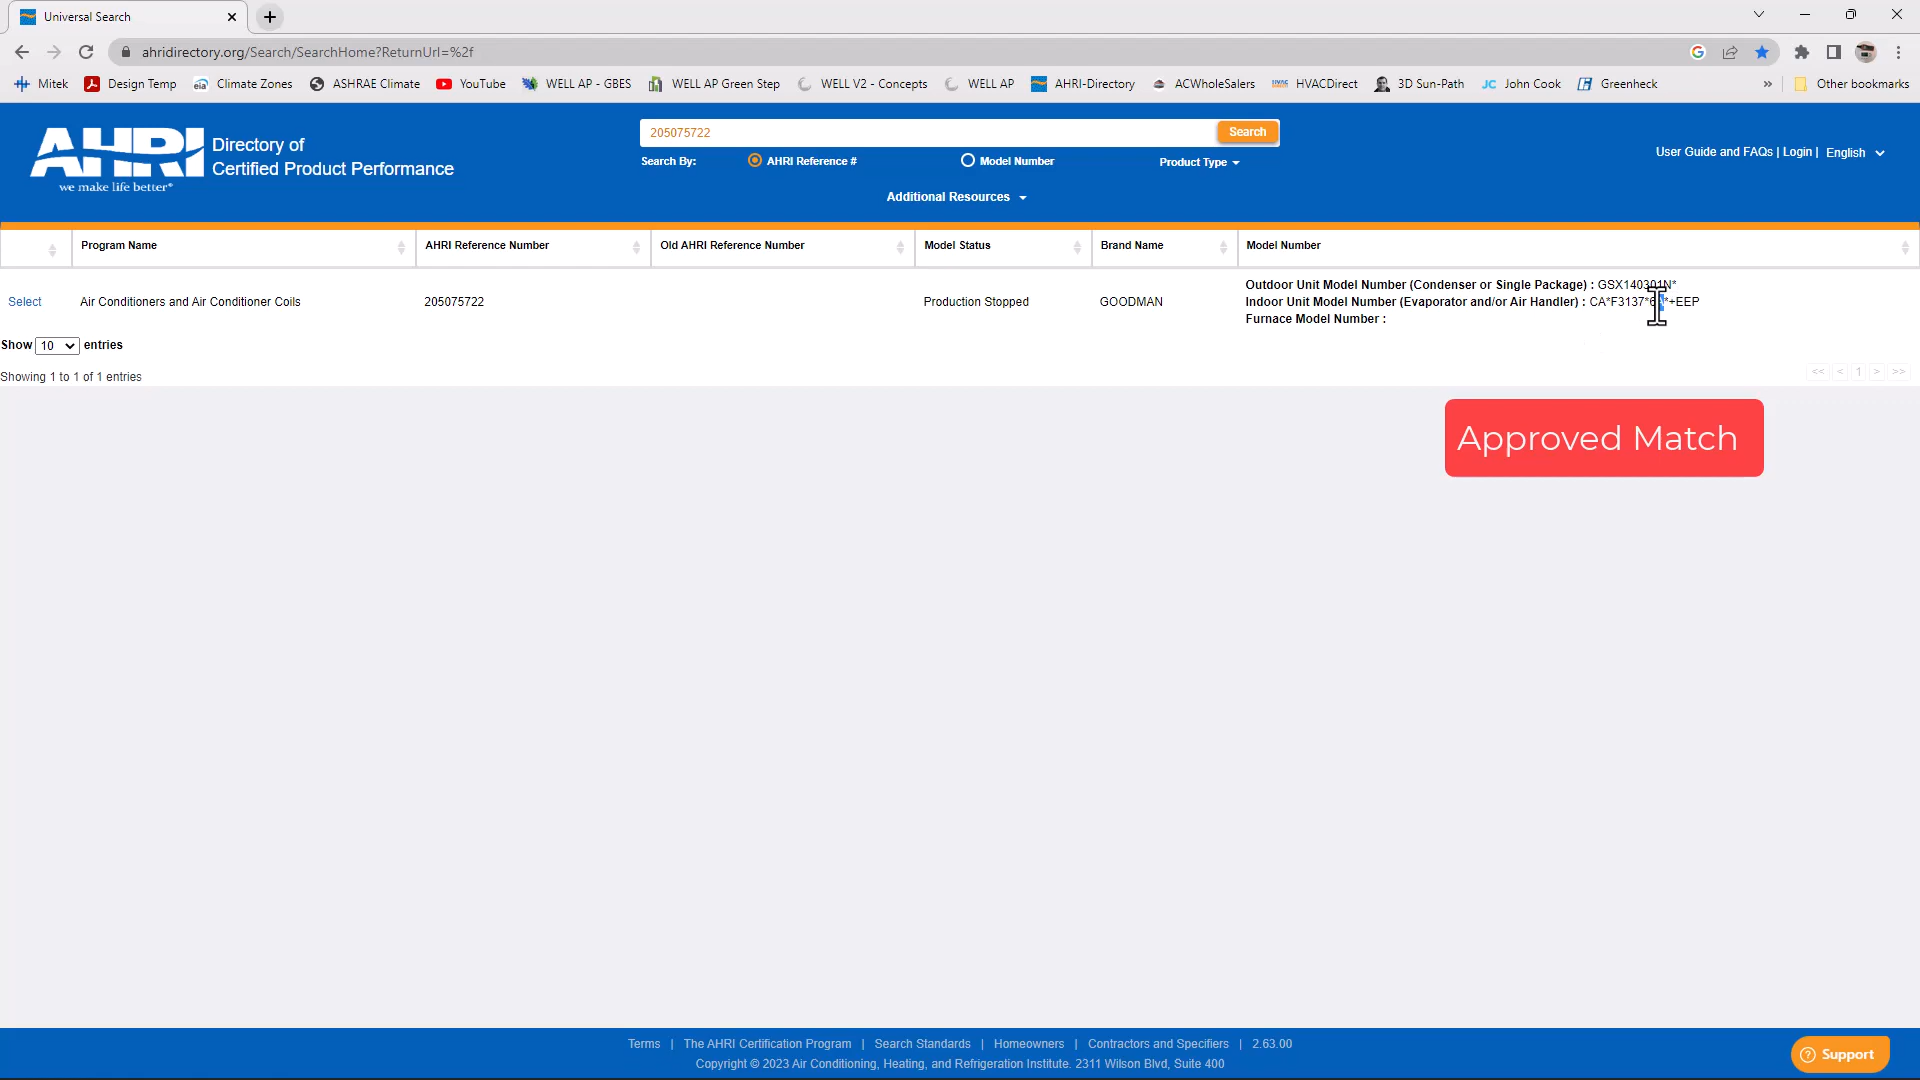 Universal Search
ahridirectory.org/Search/SearchHome?ReturnUrl=%2f
Mitek Design Temp eia Climate Zones ASHRAE Climate YouTube WELL AP - GBES WELL AP Green Step WELL V2 - Concepts WELL AP AHRI-Directory ACWholeSalers HVACDirect 3D Sun-Path JC John Cook Greenheck » Other bookmarks
AHRI
we make life better®
Directory of
Certified Product Performance
205075722 Search
Search By: AHRI Reference # Model Number Product Type
Additional Resources
User Guide and FAQs | Login | English
Program Name AHRI Reference Number Old AHRI Reference Number Model Status Brand Name Model Number
Outdoor Unit Model Number (Condenser or Single Package) : GSX140301N*
Select Air Conditioners and Air Conditioner Coils 205075722 Production Stopped GOODMAN Indoor Unit Model Number (Evaporator and/or Air Handler) :
Furnace Model Number :
Show 10 entries
Showing 1 to 1 of 1 entries
<< < 1 > >>
Approved Match
Terms | The AHRI Certification Program | Search Standards | Homeowners | Contractors and Specifiers | 2.63.00
Copyright © 2023 Air Conditioning, Heating, and Refrigeration Institute. 2311 Wilson Blvd, Suite 400
? Support